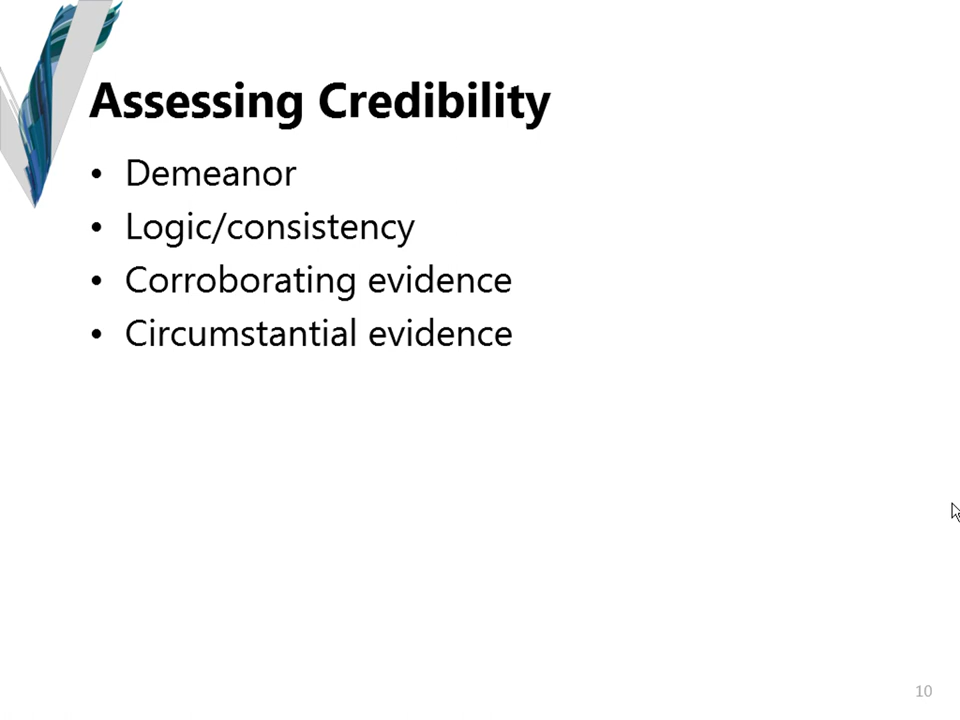 Assessing Credibility
• Demeanor
• Logic/consistency
• Corroborating evidence
• Circumstantial evidence
10